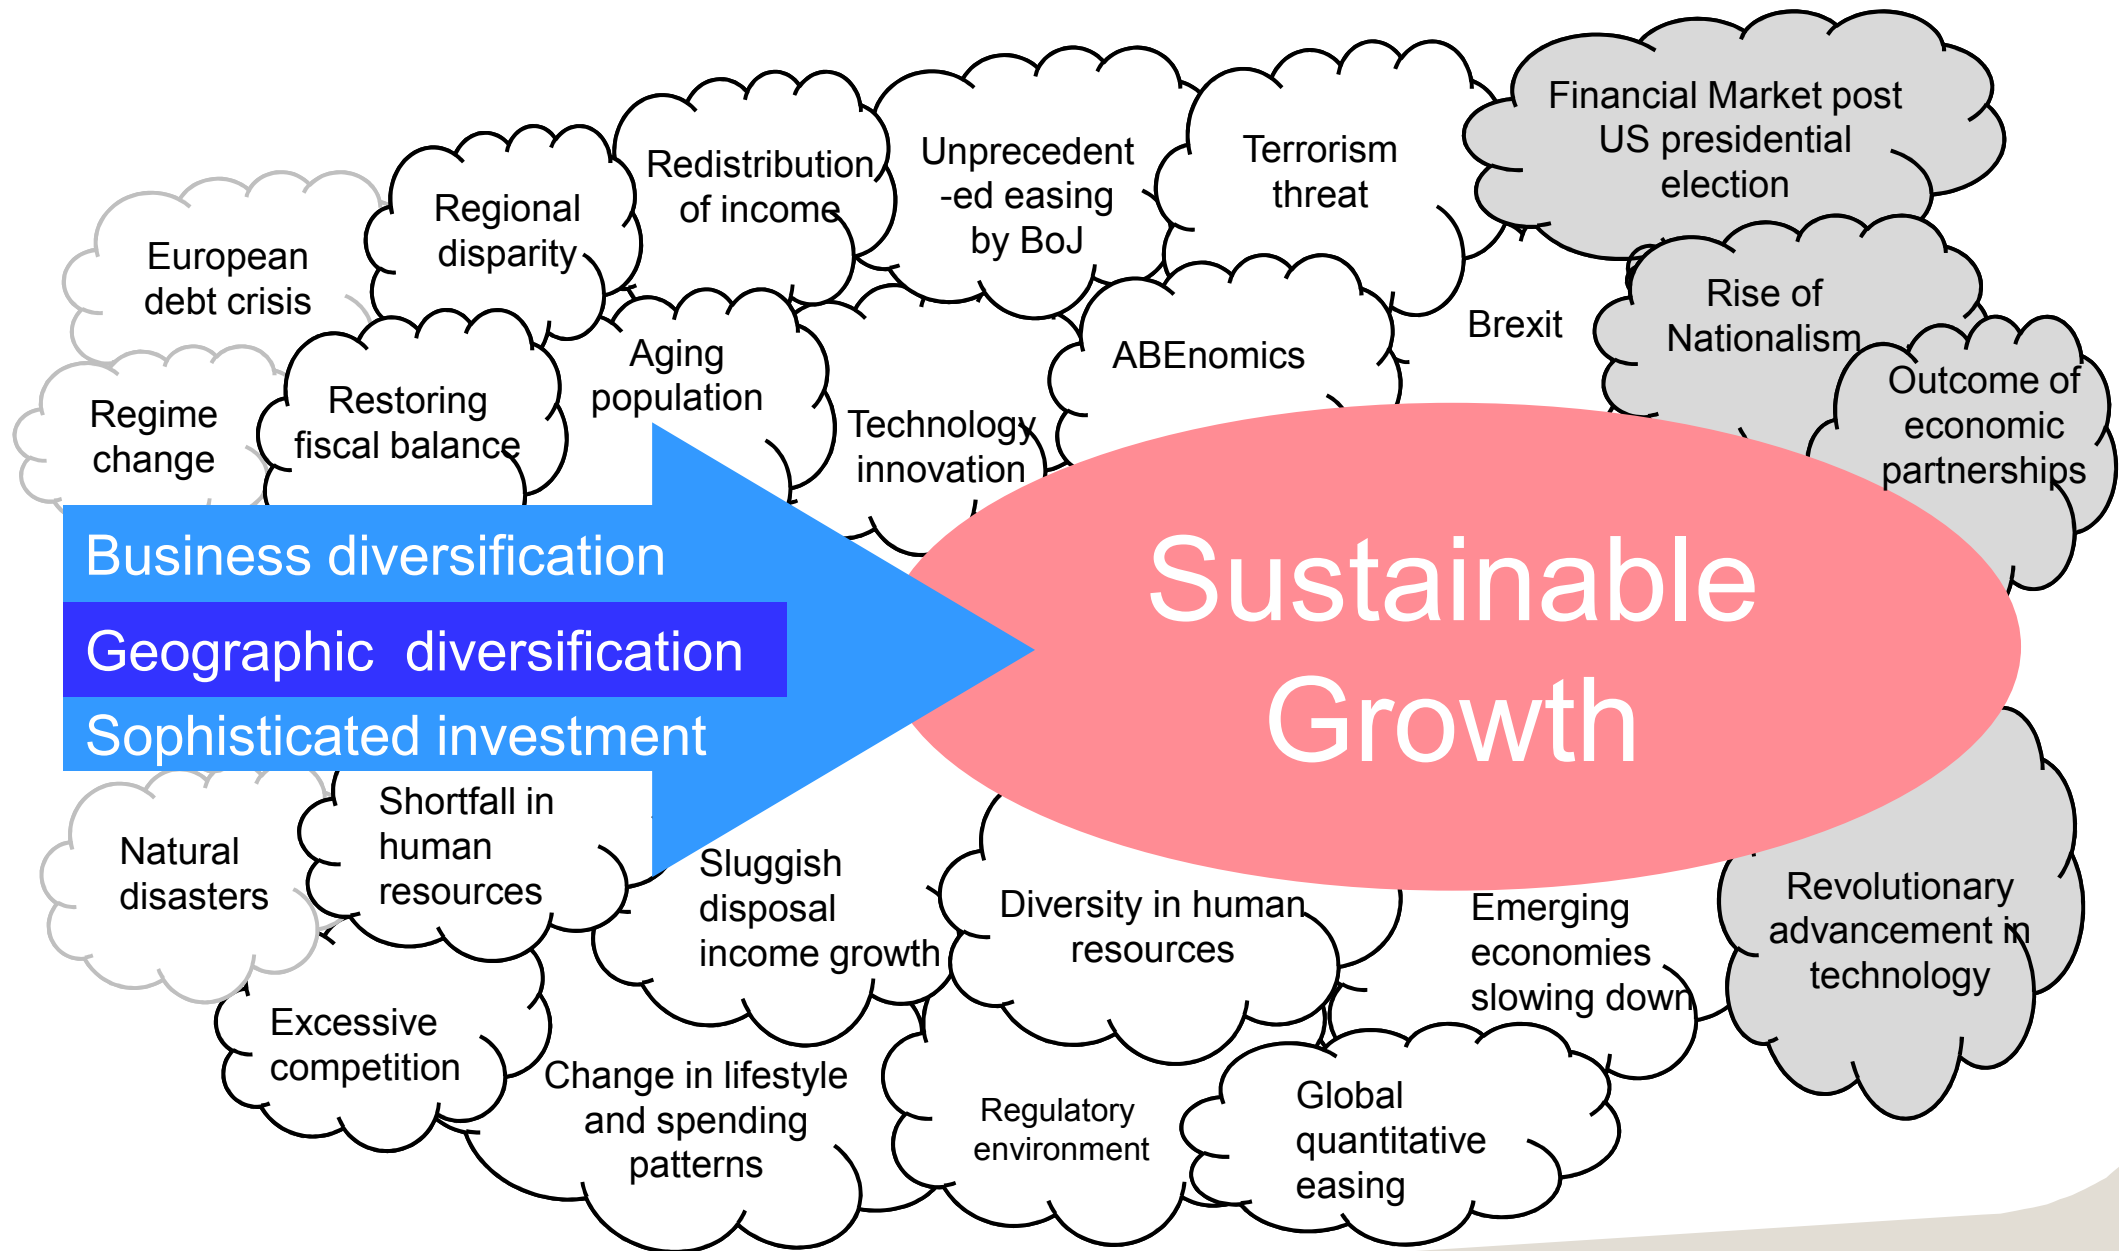 Financial Market post
US presidential
election
Unprecedent
-ed easing
by BoJ
Terrorism
threat
Redistribution
of income
Regional
disparity
European
debt crisis
Rise of
Nationalism
Brexit
ABEnomics
Aging
population
Outcome of
economic
partnerships
Restoring
fiscal balance
Regime
change
Technology
innovation
Business diversification
Geographic diversification
Sophisticated investment
Sustainable
Growth
Shortfall in
human
resources
Natural
disasters
Sluggish
disposal
income growth
Diversity in human
resources
Emerging
economies
slowing down
Revolutionary
advancement in
technology
Excessive
competition
Change in lifestyle
and spending
patterns
Regulatory
environment
Global
quantitative
easing